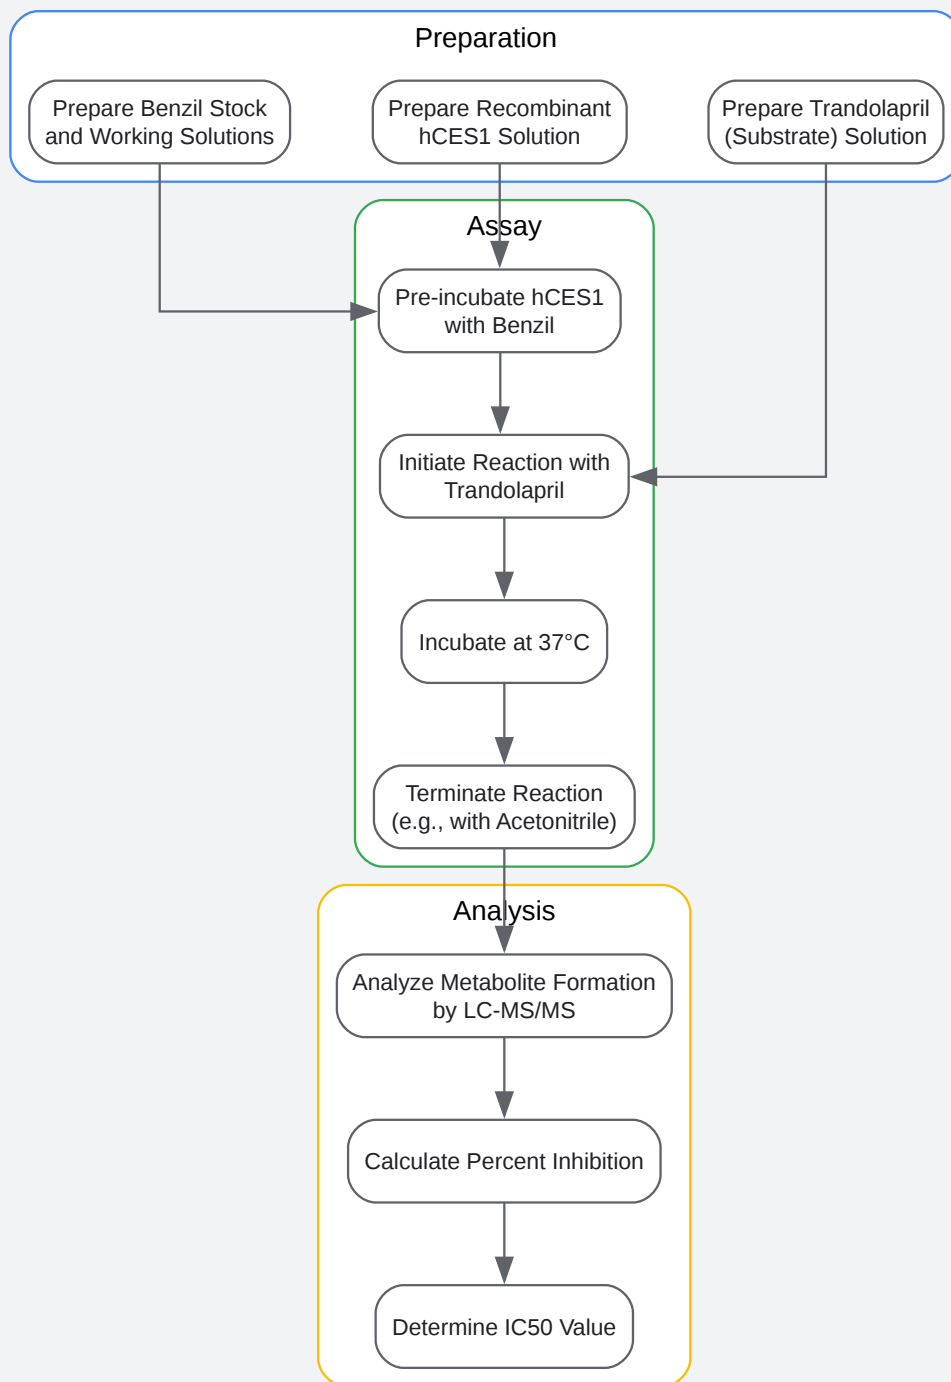 Preparation
Prepare Benzil Stock
and Working Solutions
Prepare Recombinant
hCES1 Solution
Prepare Trandolapril
(Substrate) Solution
Assay
Pre-incubate hCES1
with Benzil
Initiate Reaction with
Trandolapril
Incubate at 37°C
Terminate Reaction
(e.g., with Acetonitrile)
Analysis
Analyze Metabolite Formation
by LC-MS/MS
Calculate Percent Inhibition
Determine IC50 Value